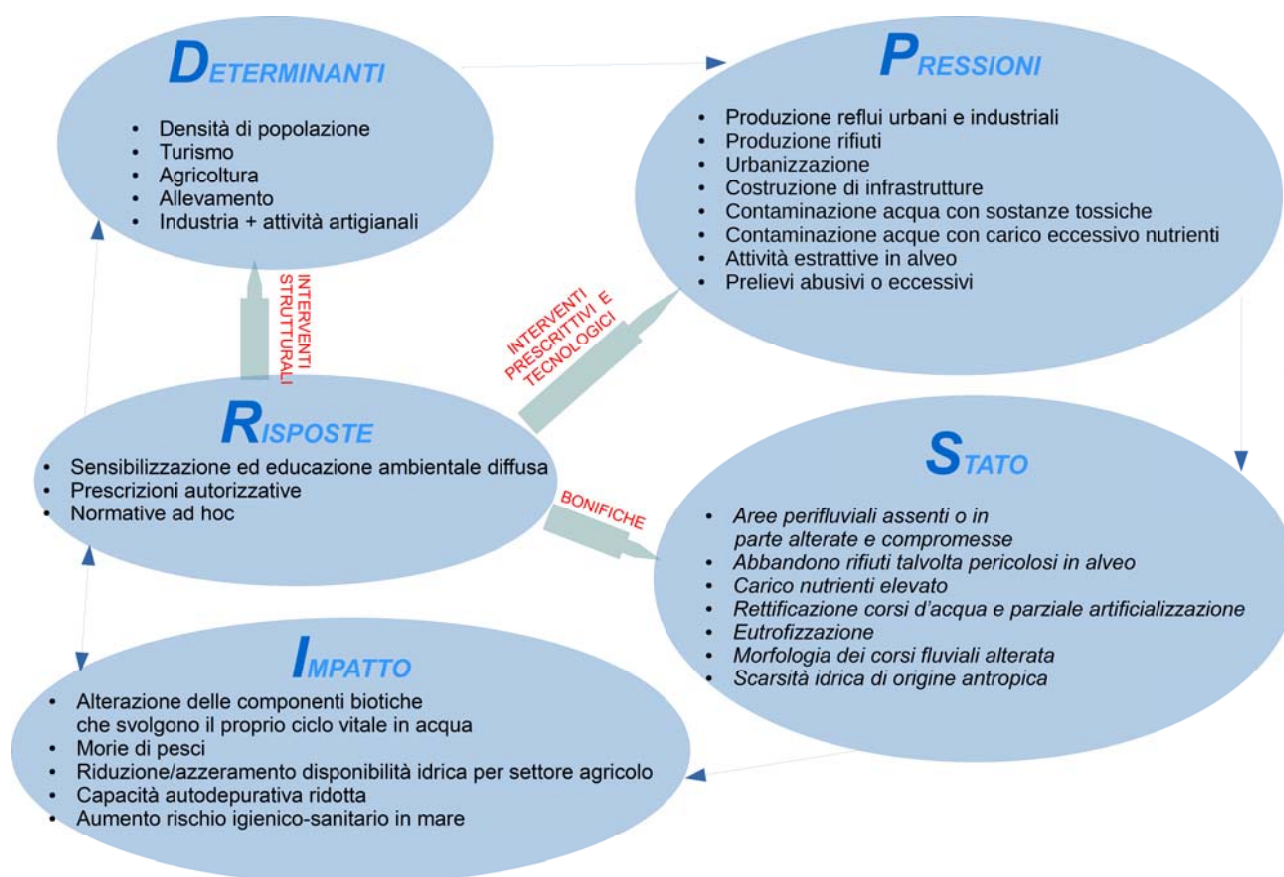 DETERMINANTI
• Densità di popolazione
• Turismo
• Agricoltura
• Allevamento
• Industria + attività artigianali
PRESSIONI
• Produzione reflui urbani e industriali
• Produzione rifiuti
• Urbanizzazione
• Costruzione di infrastrutture
• Contaminazione acqua con sostanze tossiche
• Contaminazione acque con carico eccessivo nutrienti
• Attività estrattive in alveo
• Prelievi abusivi o eccessivi
INTERVENTI
STRUTTURALI
INTERVENTI
PRESCRITTIVI E
TECNOLOGICI
RISPOSTE
• Sensibilizzazione ed educazione ambientale diffusa
• Prescrizioni autorizzative
• Normative ad hoc
BONIFICHE
STATO
• Aree perifluviali assenti o in
parte alterate e compromesse
• Abbandono rifiuti talvolta pericolosi in alveo
• Carico nutrienti elevato
• Rettificazione corsi d'acqua e parziale artificializzazione
• Eutrofizzazione
• Morfologia dei corsi fluviali alterata
• Scarsità idrica di origine antropica
IMPATTO
• Alterazione delle componenti biotiche
che svolgono il proprio ciclo vitale in acqua
• Morie di pesci
• Riduzione/azzeramento disponibilità idrica per settore agricolo
• Capacità autodepurativa ridotta
• Aumento rischio igienico-sanitario in mare